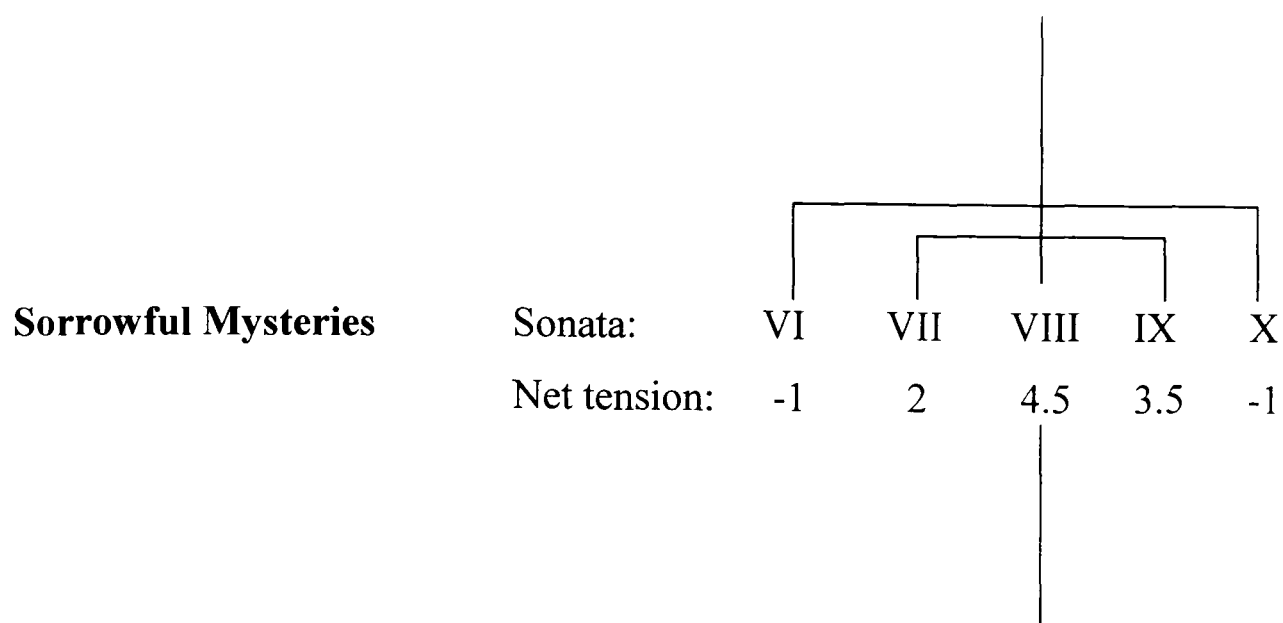 Sorrowful Mysteries Sonata: VI VII VIII IX X
Net tension: -1 2 4.5 3.5 -1